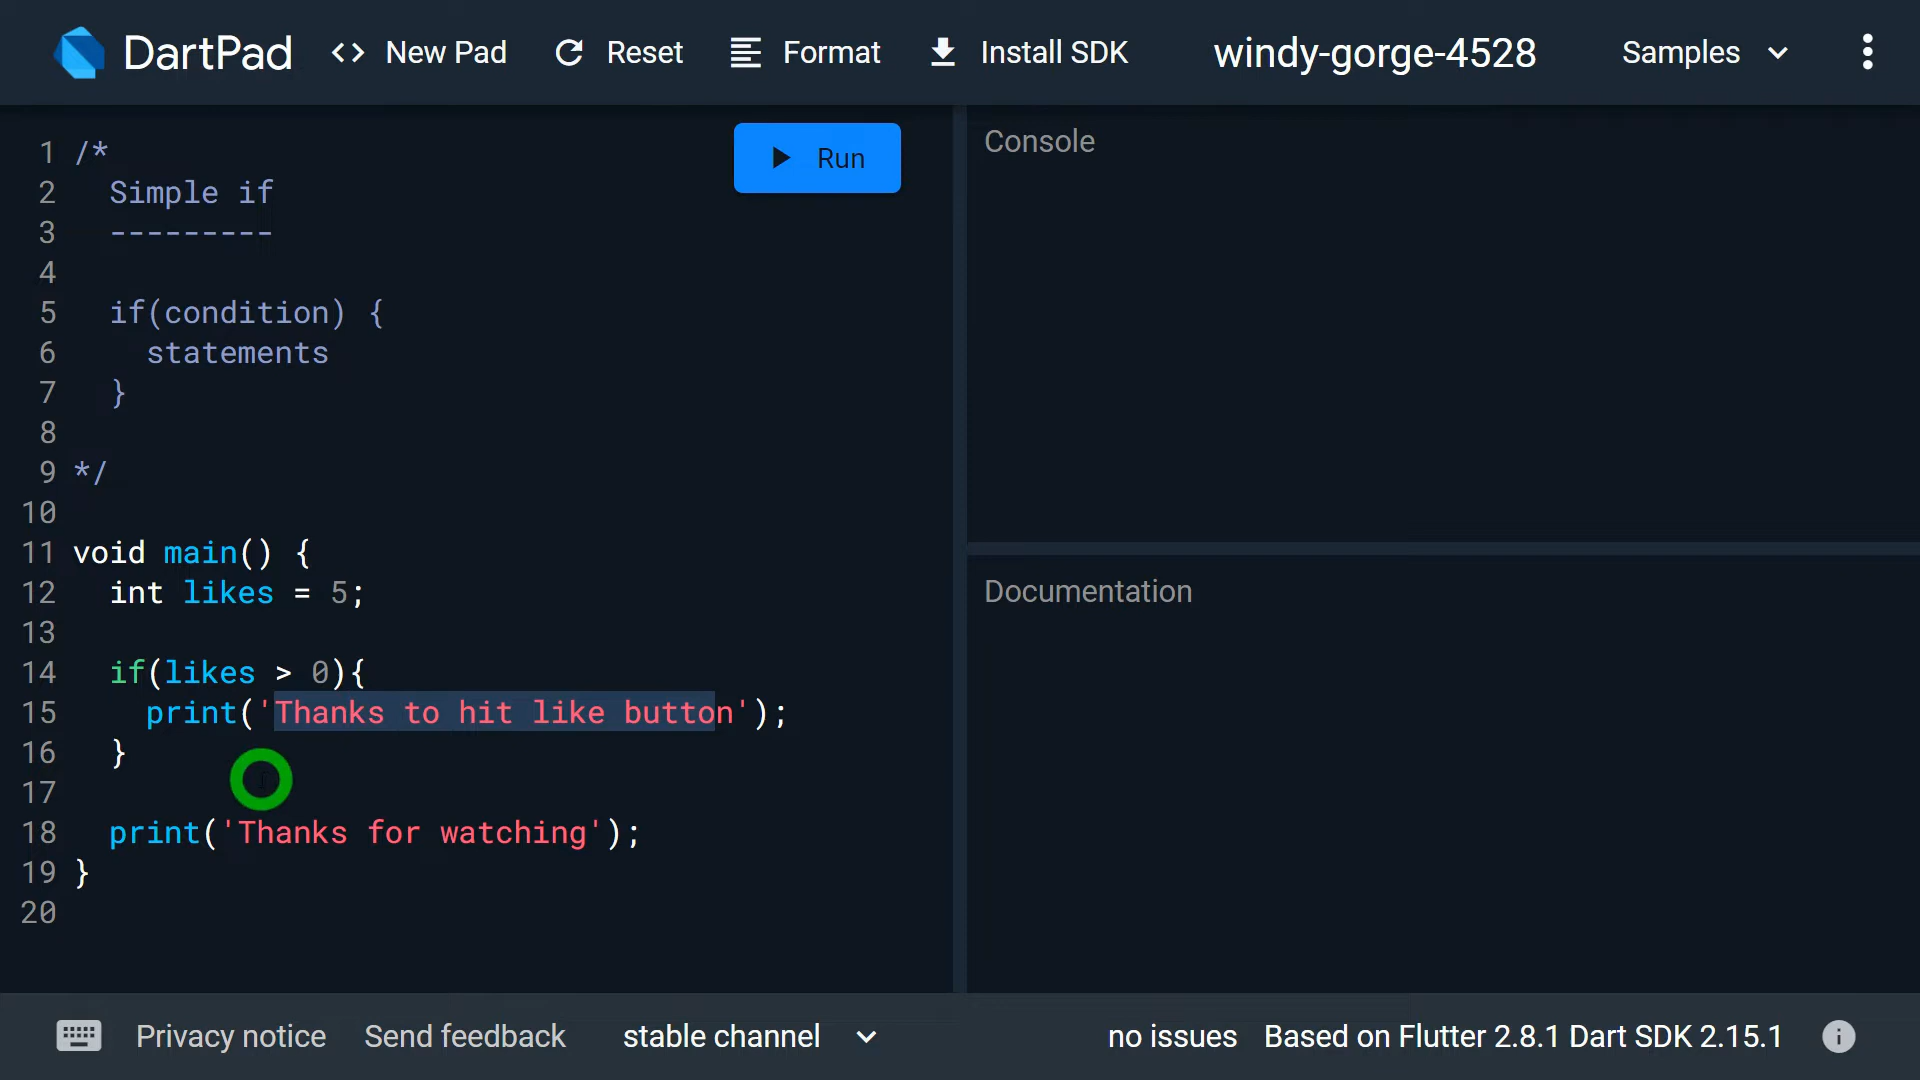 DartPad <> New Pad Reset Format Install SDK windy-gorge-4528 Samples
Run
1 /*
2 Simple if
3 ---------
4
5 if(condition) {
6 statements
7 }
8
9 */
10
11 void main() {
12 int likes = 5;
13
14 if(likes > 0){
15 print('Thanks to hit like button');
16 }
17
18 print('Thanks for watching');
19 }
20
Console
Documentation
Privacy notice Send feedback stable channel no issues Based on Flutter 2.8.1 Dart SDK 2.15.1